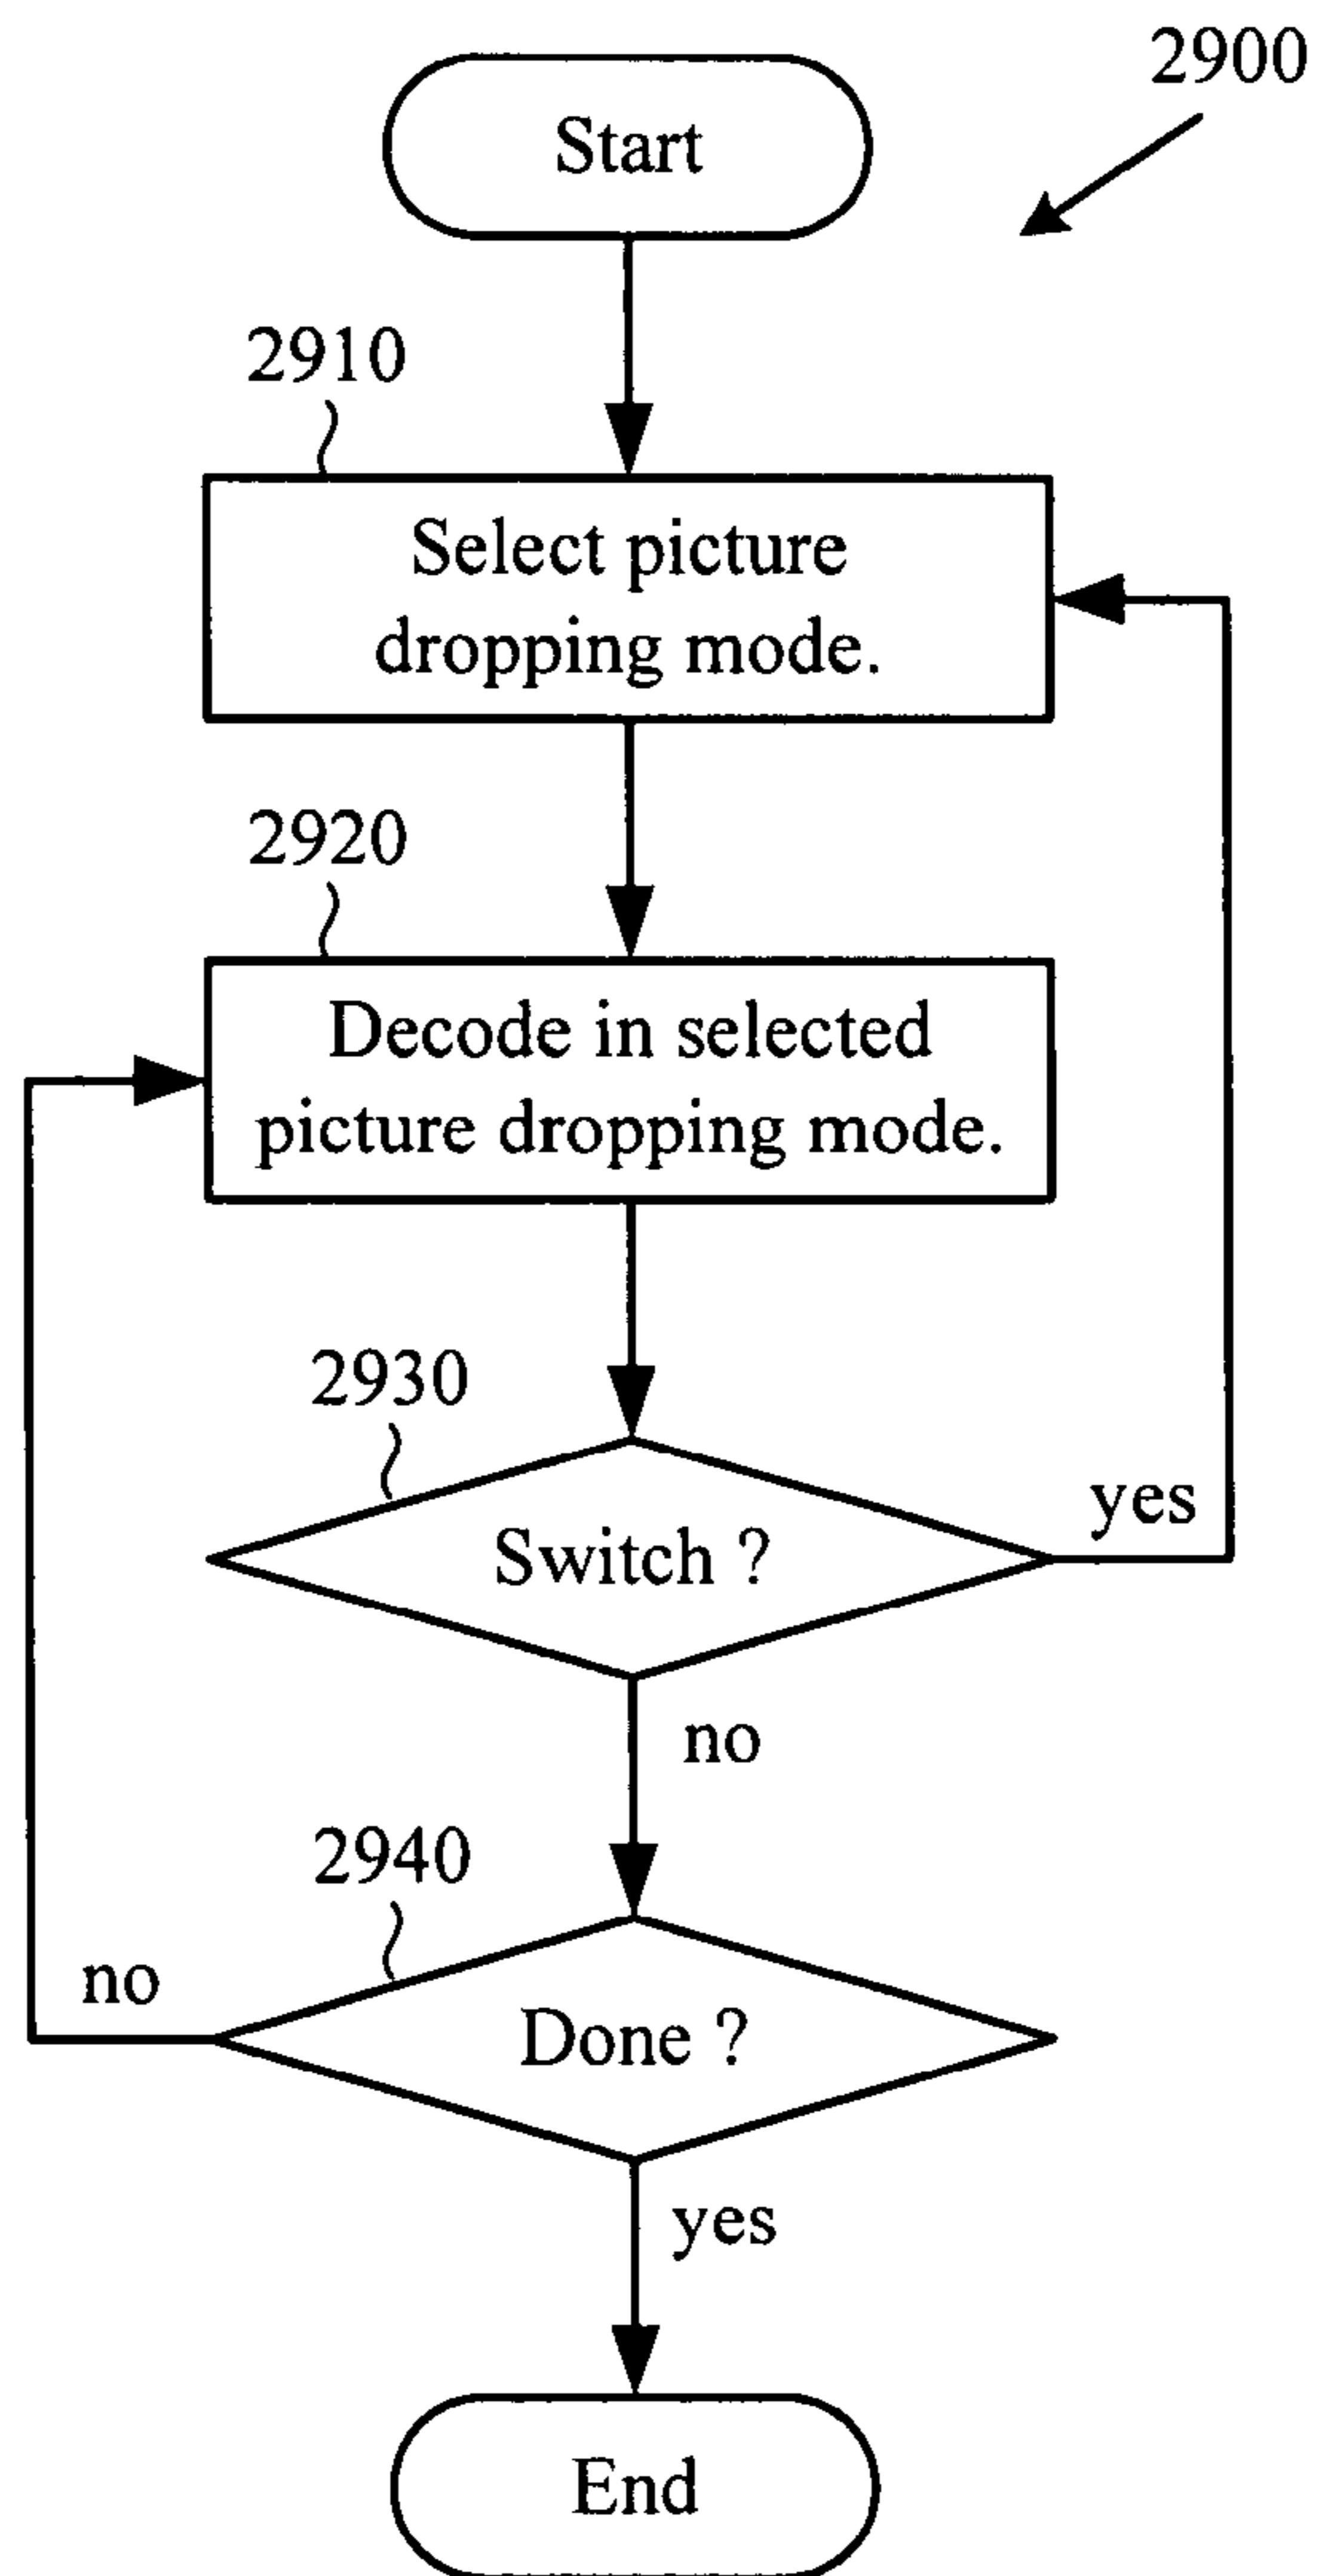 2900
Start
2910
Select picture
dropping mode.
2920
Decode in selected
picture dropping mode.
2930
Switch ?
yes
no
2940
no
Done ?
yes
End